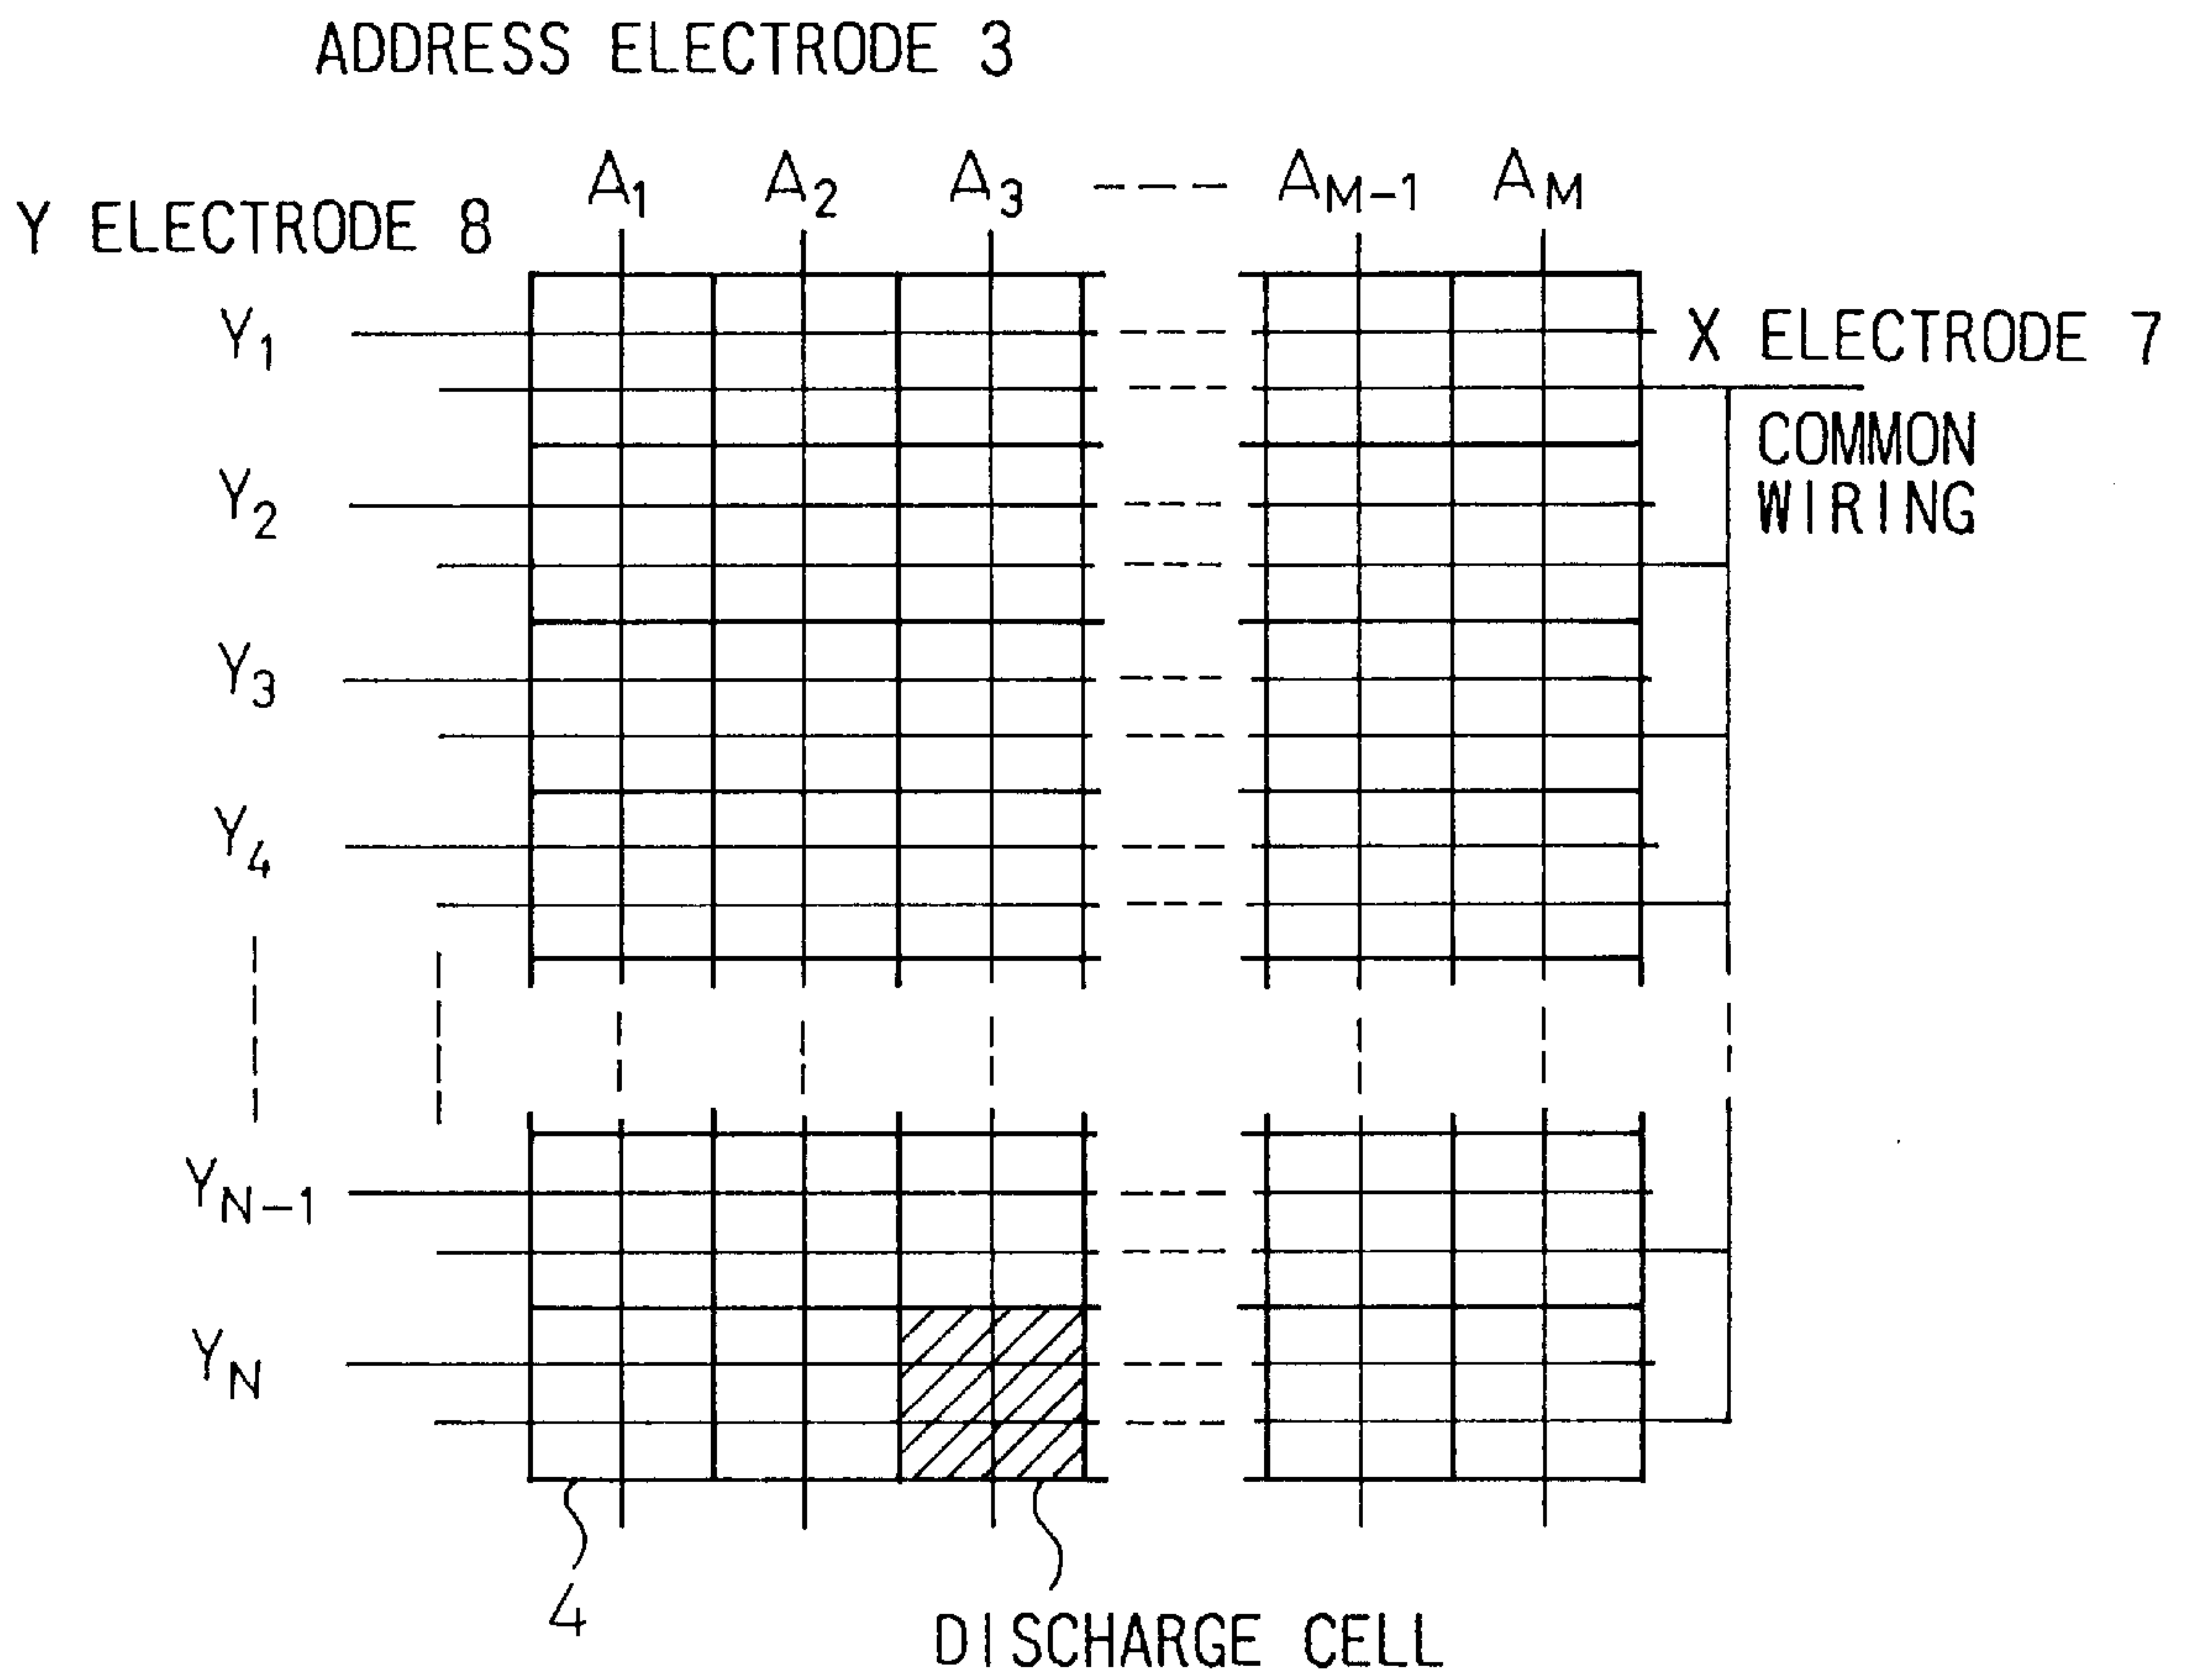 ADDRESS ELECTRODE 3
A1 A2 A3 ---- AM-1 AM
Y ELECTRODE 8
Y1
X ELECTRODE 7
COMMON
WIRING
Y2
Y3
Y4
YN-1
YN
4
DISCHARGE CELL